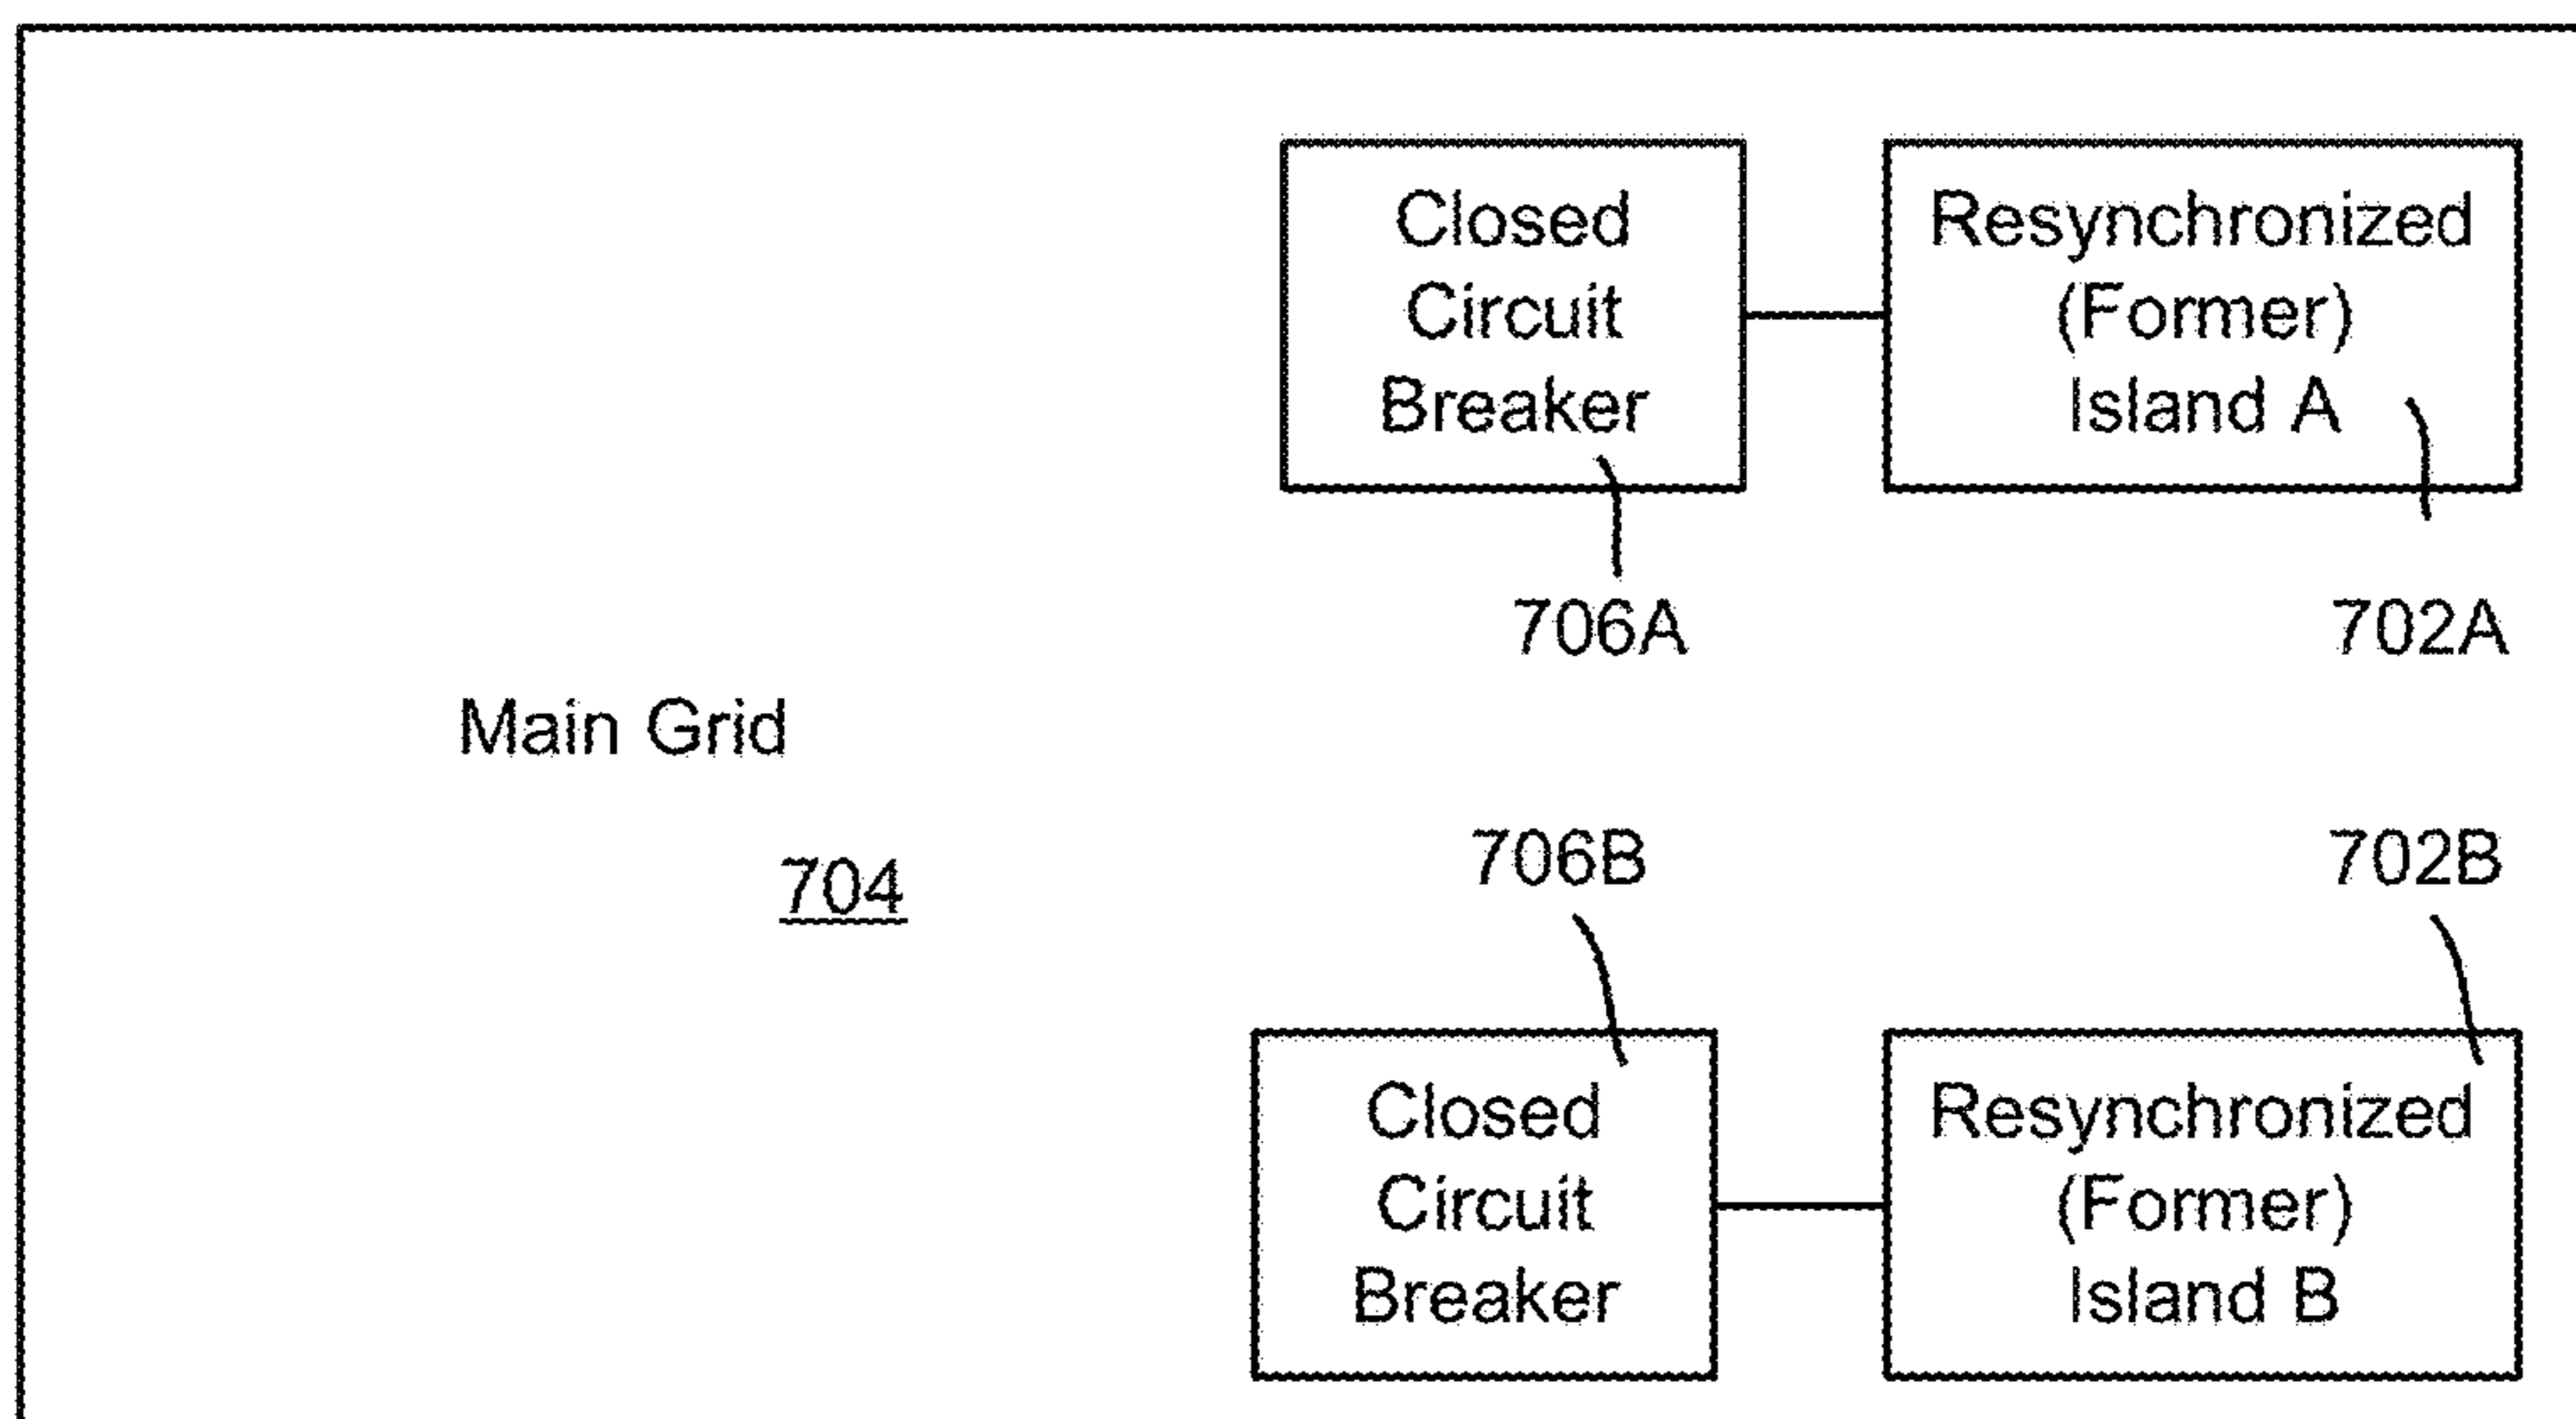 Closed
Circuit
Breaker
706A
Resynchronized
(Former)
Island A
702A
Main Grid
704
706B
Closed
Circuit
Breaker
702B
Resynchronized
(Former)
Island B